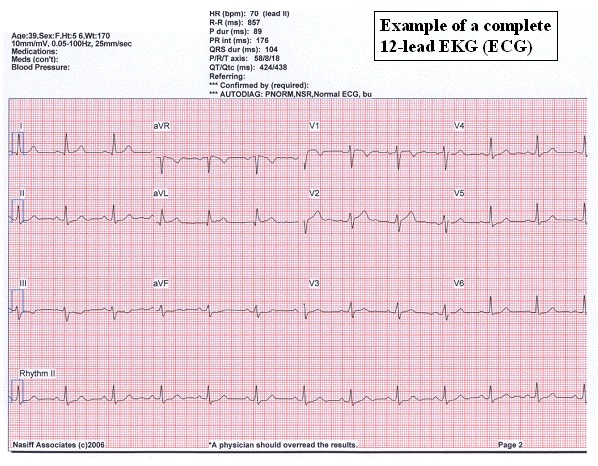 HR (bpm): 70 (lead II)
R-R (ms): 857
P dur (ms): 89
PR int (ms): 176
QRS dur (ms): 104
P/R/T axis: 58/8/18
QT/Qtc (ms): 424/438
Referring:
*** Confirmed by (required):
*** AUTODIAG: PNORM,NSR,Normal ECG, bu
Age:39,Sex:F,Ht:5 6,Wt:170
10mm/mV, 0.05-100Hz, 25mm/sec
Medications:
Meds (con't):
Blood Pressure:
Example of a complete
12-lead EKG (ECG)
I aVR V1 V4
II aVL V2 V5
III aVF V3 V6
Rhythm II
Nasiff Associates (c)2006 *A physician should overread the results. Page 2